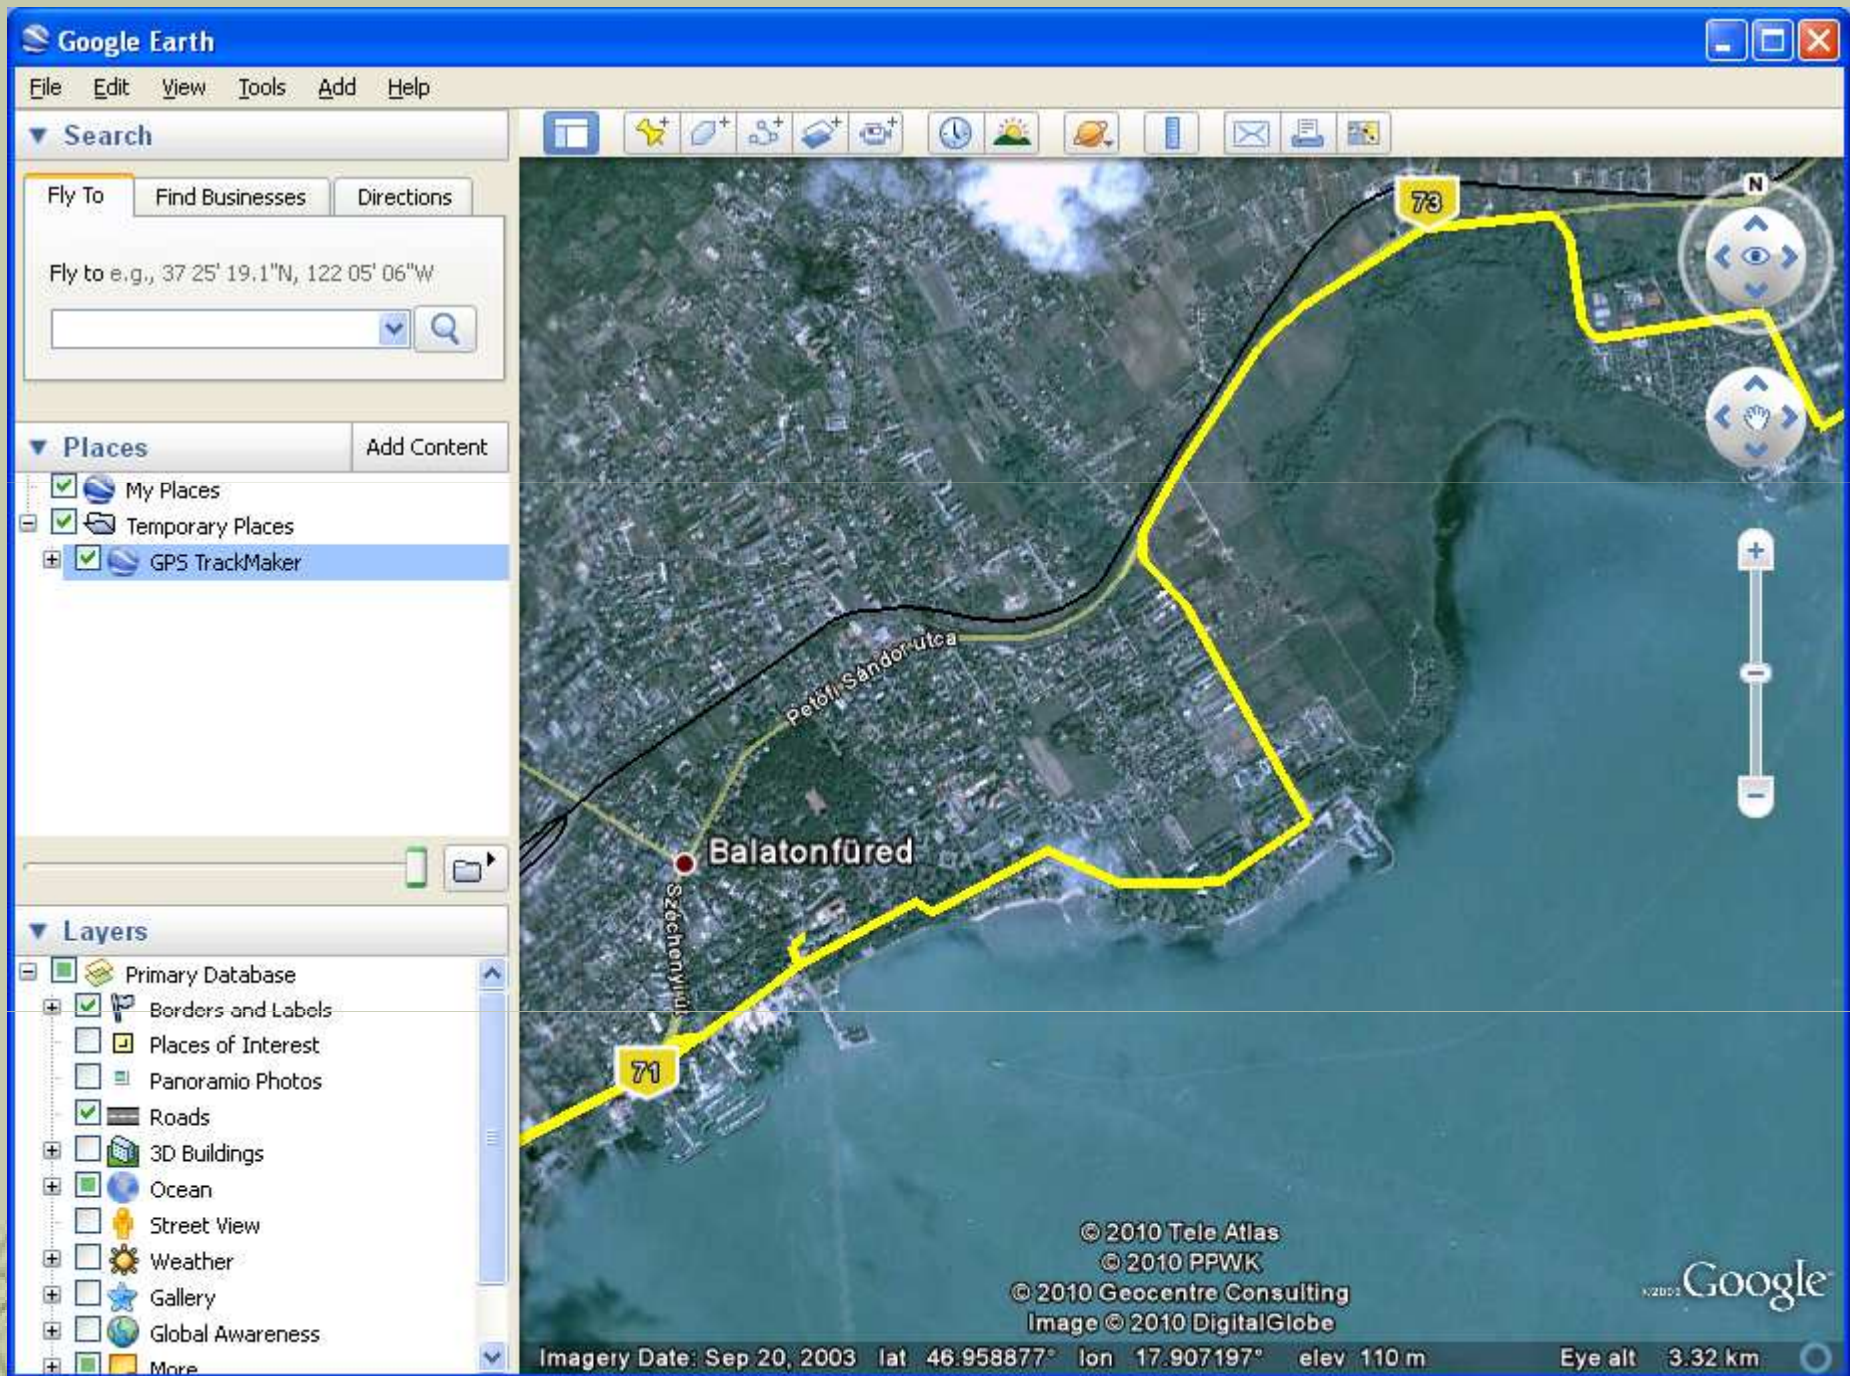 Google Earth
File Edit View Tools Add Help
Search
Fly To Find Businesses Directions
Fly to e.g., 37 25' 19.1"N, 122 05' 06"W
Places Add Content
My Places
Temporary Places
GPS TrackMaker
Layers
Primary Database
Borders and Labels
Places of Interest
Panoramio Photos
Roads
3D Buildings
Ocean
Street View
Weather
Gallery
Global Awareness
More
73
N
Petőfi Sándor utca
Balatonfüred
Széchenyi út
71
© 2010 Tele Atlas
© 2010 PPWK
© 2010 Geocentre Consulting
Image © 2010 DigitalGlobe
Google
Imagery Date: Sep 20, 2003 lat 46.958877° lon 17.907197° elev 110 m Eye alt 3.32 km